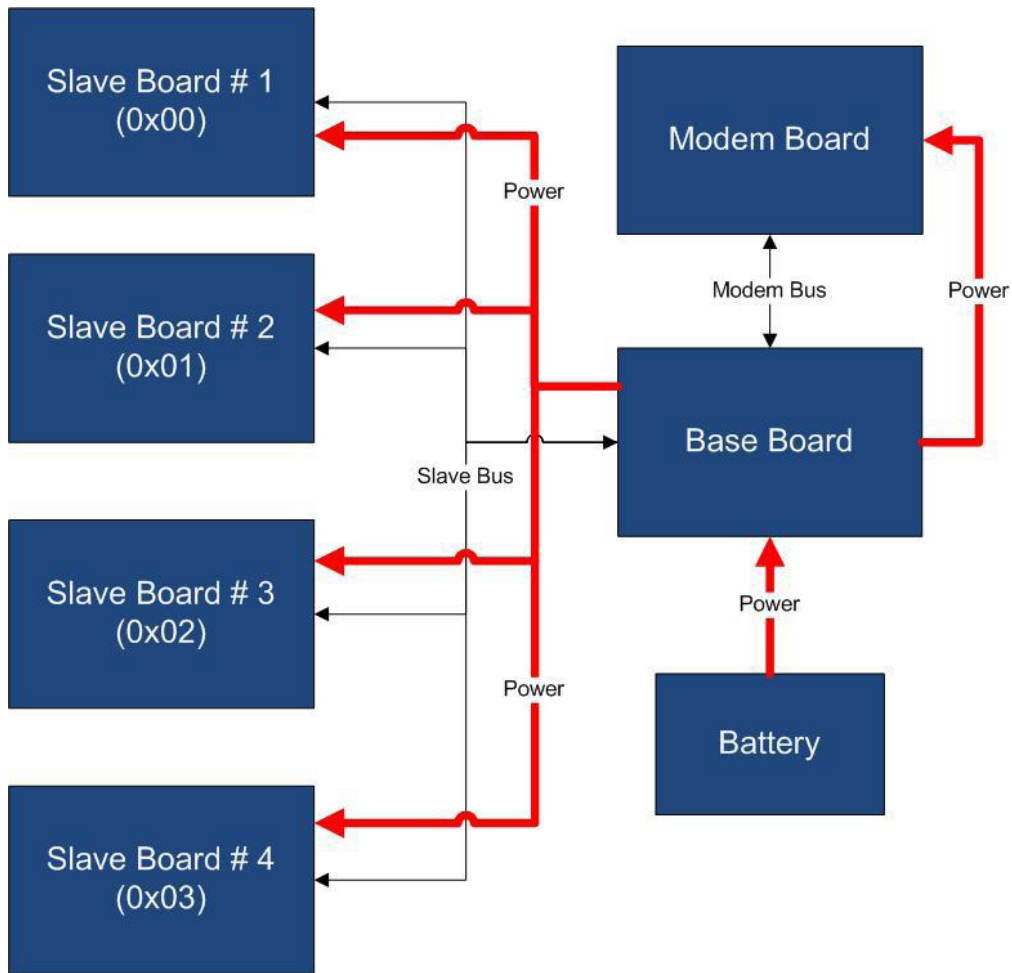 Slave Board # 1
(0x00)
Modem Board
Power
Modem Bus
Power
Slave Board # 2
(0x01)
Base Board
Slave Bus
Slave Board # 3
(0x02)
Power
Power
Battery
Slave Board # 4
(0x03)